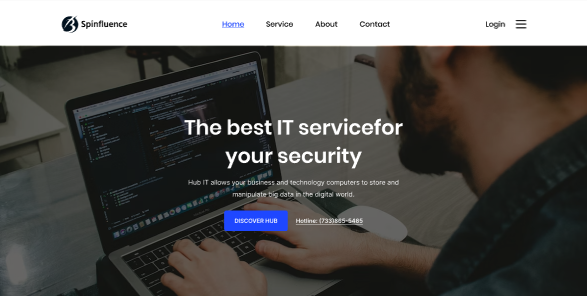 Spinfluence
Home Service About Contact
Login
The best IT servicefor
your security
Hub IT allows your business and technology computers to store and
manipulate big data in the digital world.
DISCOVER HUB
Hotline: (733)865-5465